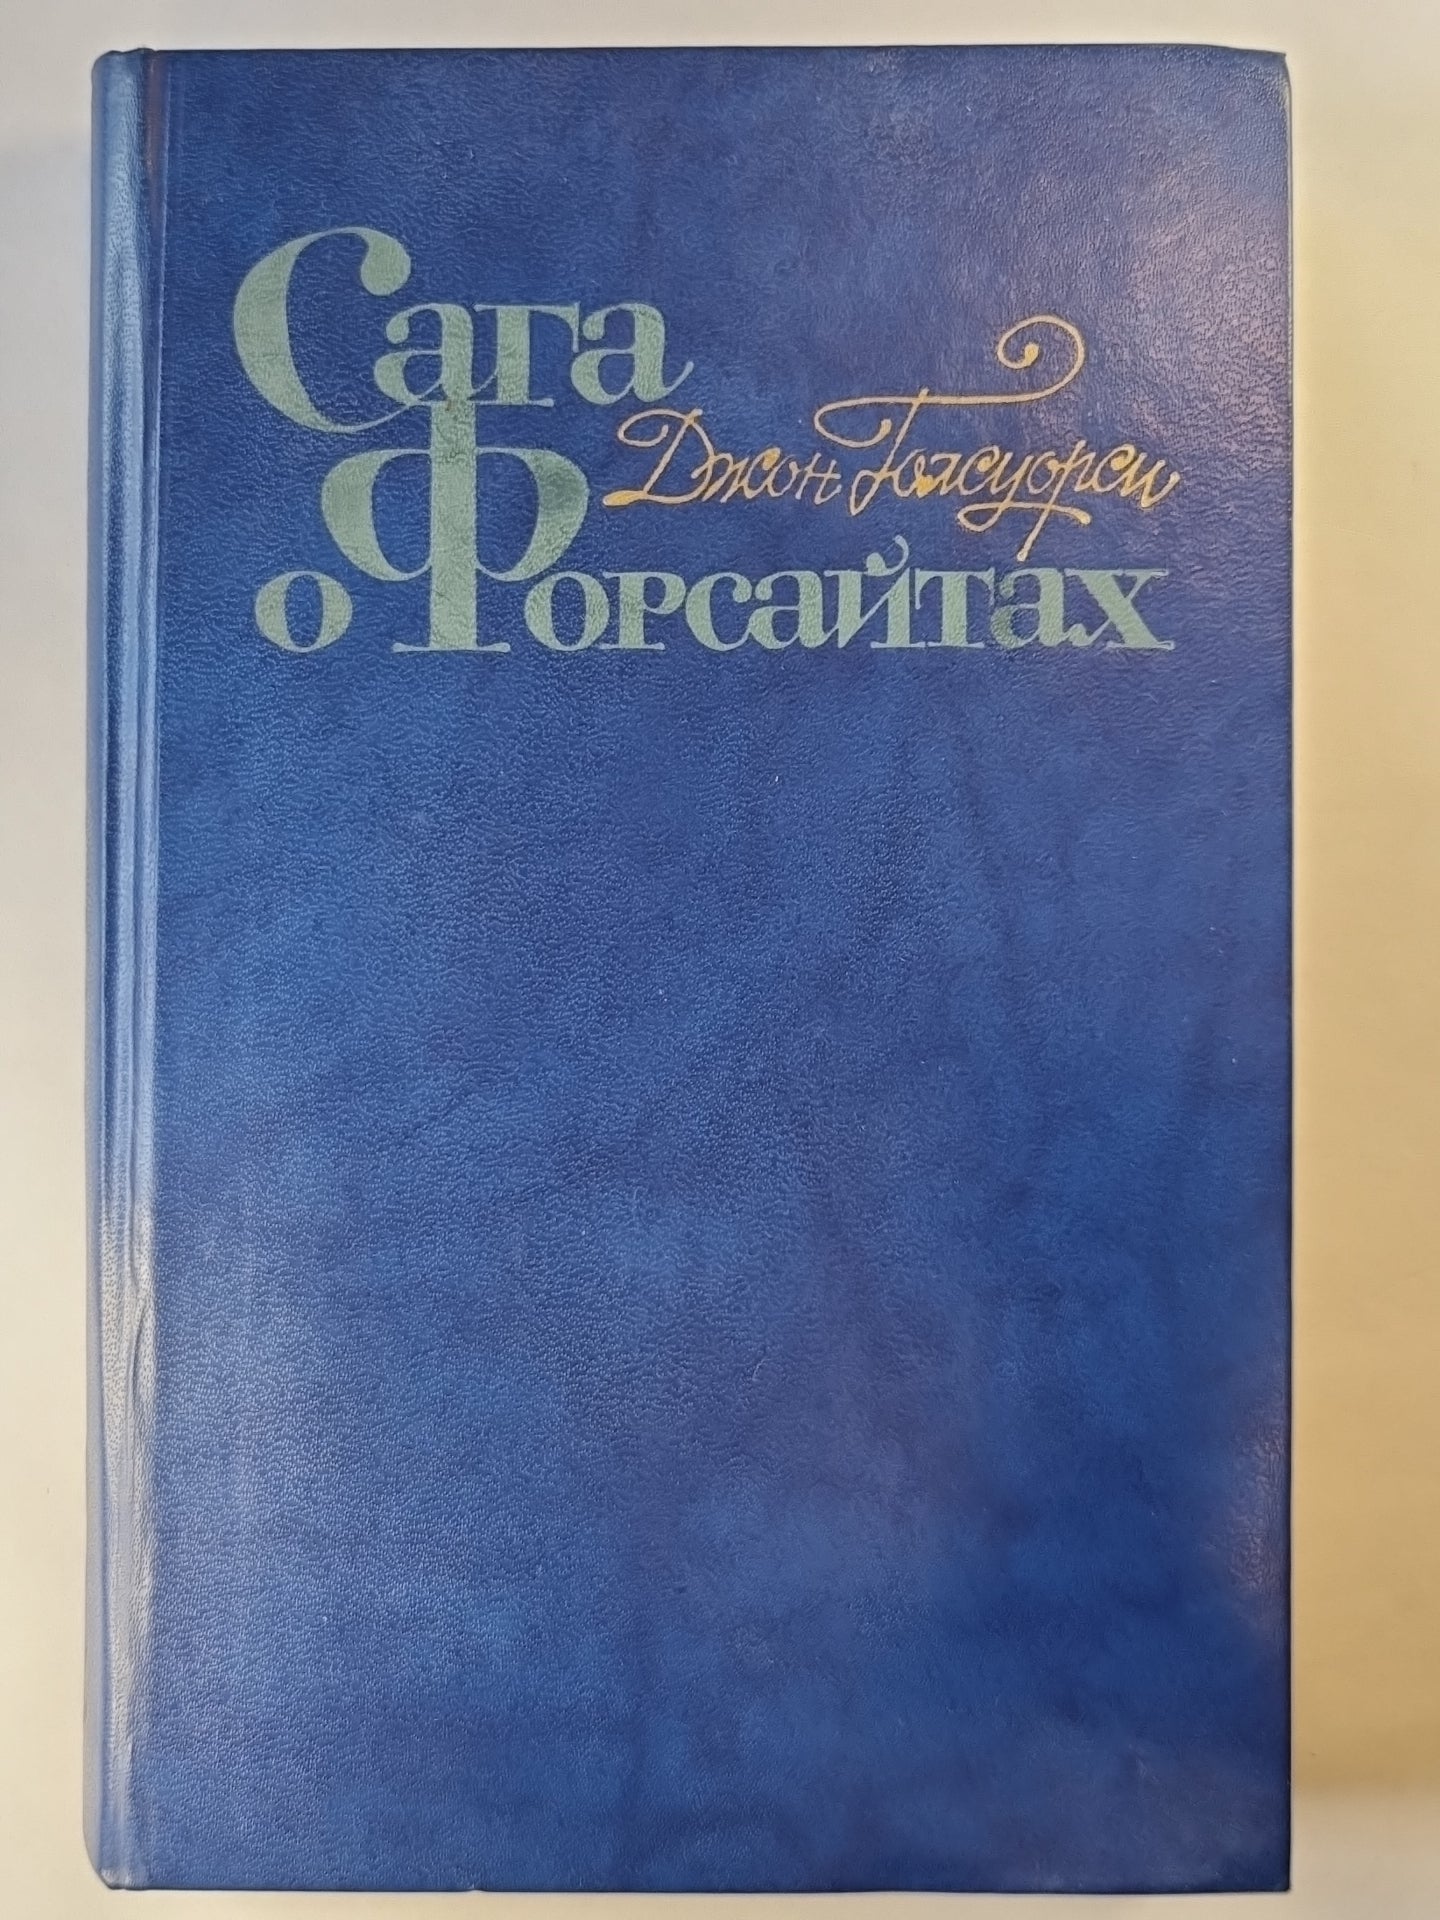 Сага
Джон Голсуорси
о Форсайтах